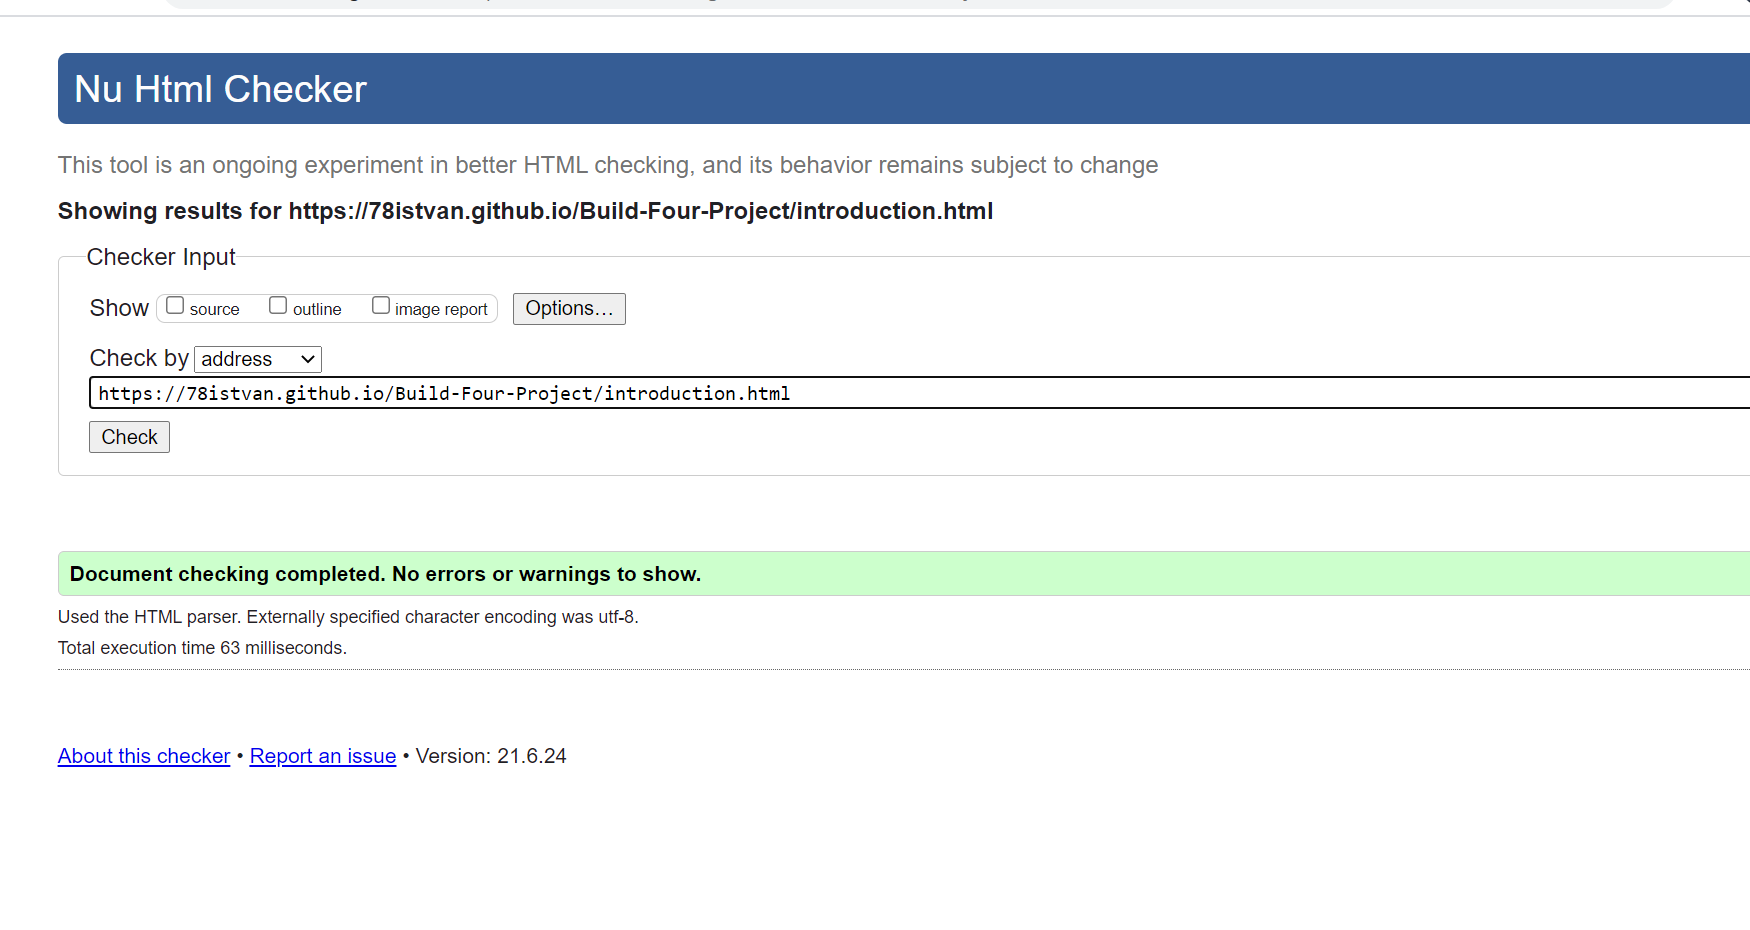 Nu Html Checker
This tool is an ongoing experiment in better HTML checking, and its behavior remains subject to change
Showing results for https://78istvan.github.io/Build-Four-Project/introduction.html
Checker Input
Show source outline image report Options...
Check by address
https://78istvan.github.io/Build-Four-Project/introduction.html
Check
Document checking completed. No errors or warnings to show.
Used the HTML parser. Externally specified character encoding was utf-8.
Total execution time 63 milliseconds.
About this checker • Report an issue • Version: 21.6.24